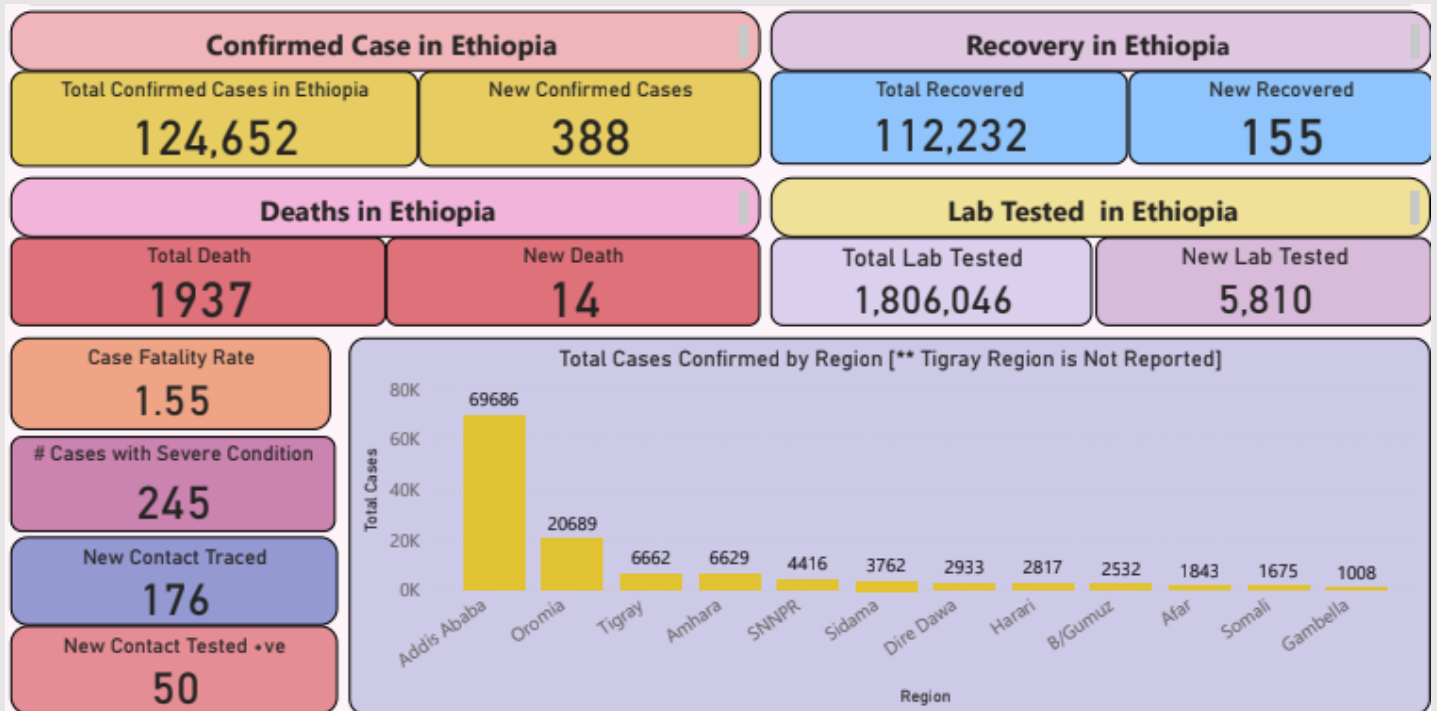 Confirmed Case in Ethiopia
Total Confirmed Cases in Ethiopia
124,652
New Confirmed Cases
388
Recovery in Ethiopia
Total Recovered
112,232
New Recovered
155
Deaths in Ethiopia
Total Death
1937
New Death
14
Lab Tested in Ethiopia
Total Lab Tested
1,806,046
New Lab Tested
5,810
Case Fatality Rate
1.55
# Cases with Severe Condition
245
New Contact Traced
176
New Contact Tested +ve
50
Total Cases Confirmed by Region [** Tigray Region is Not Reported]
Total Cases
80K
60K
40K
20K
0K
69686
20689
6662
6629
4416
3762
2933
2817
2532
1843
1675
1008
Addis Ababa
Oromia
Tigray
Amhara
SNNPR
Sidama
Dire Dawa
Harari
B/Gumuz
Afar
Somali
Gambella
Region